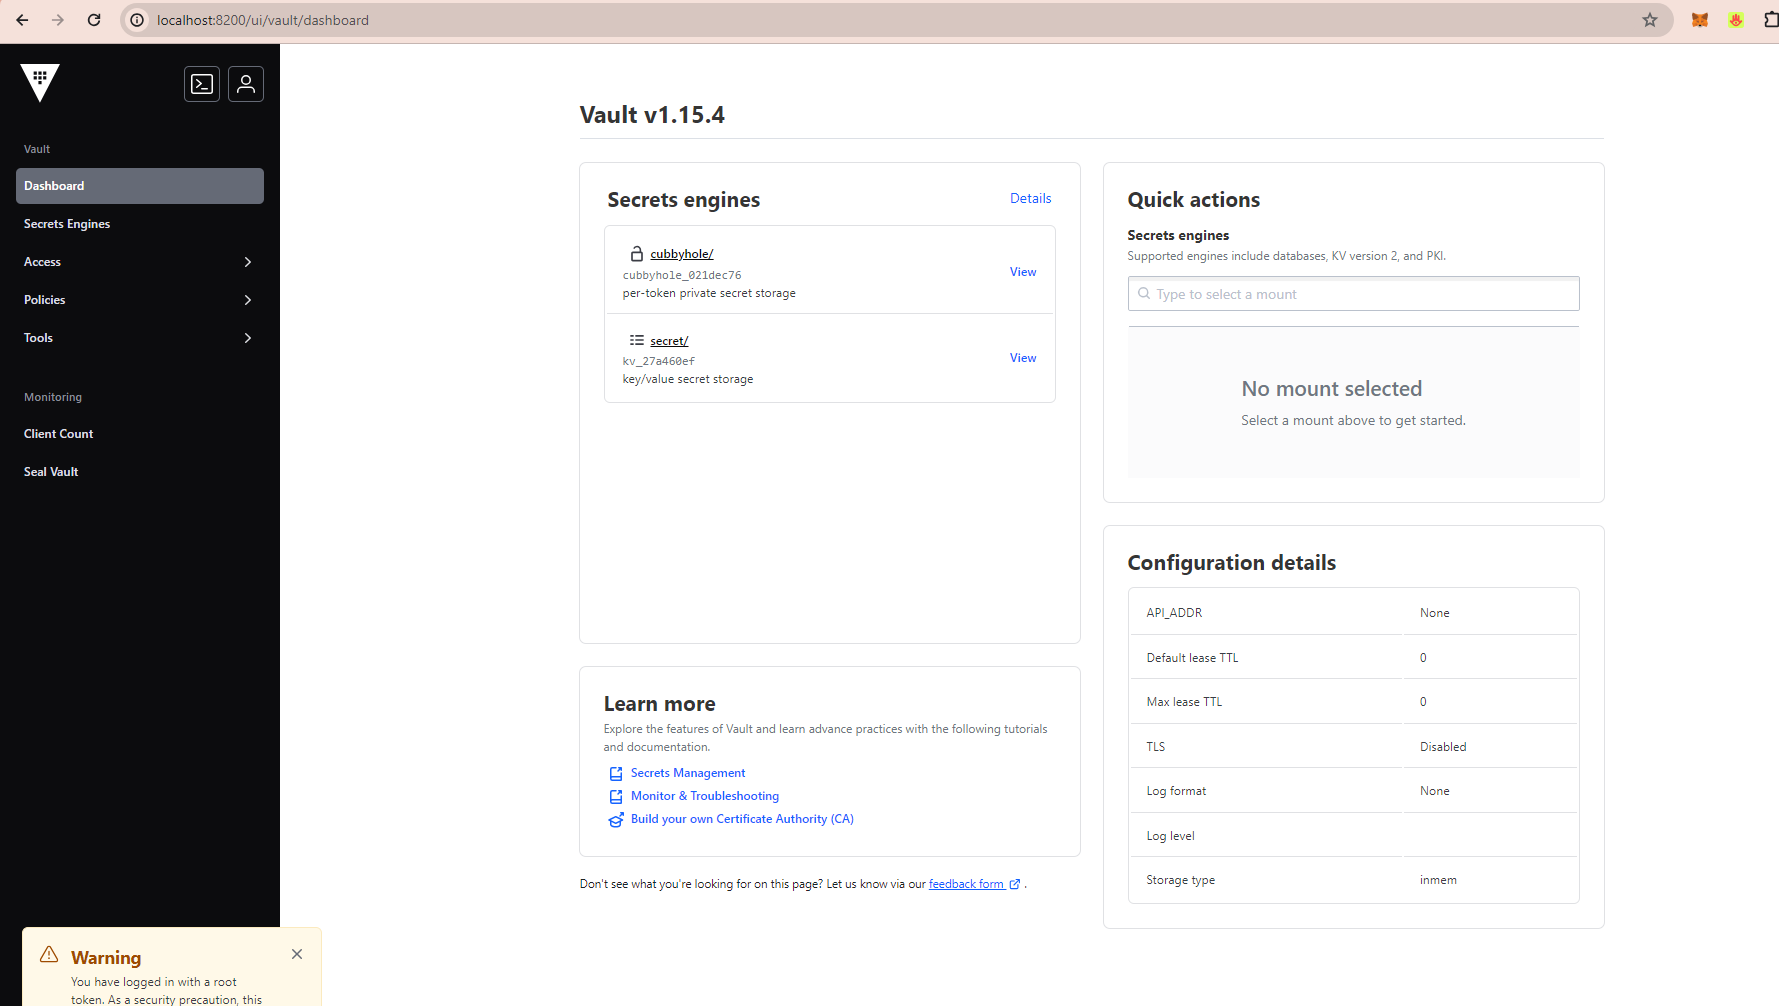 localhost:8200/ui/vault/dashboard
Vault
Dashboard
Secrets Engines
Access
Policies
Tools
Monitoring
Client Count
Seal Vault
Warning
You have logged in with a root
token. As a security precaution, this
Vault v1.15.4
Secrets engines
Details
cubbyhole/
cubbyhole_021dec76
per-token private secret storage
View
secret/
kv_27a460ef
key/value secret storage
View
Learn more
Explore the features of Vault and learn advance practices with the following tutorials
and documentation.
Secrets Management
Monitor & Troubleshooting
Build your own Certificate Authority (CA)
Don't see what you're looking for on this page? Let us know via our feedback form .
Quick actions
Secrets engines
Supported engines include databases, KV version 2, and PKI.
Type to select a mount
No mount selected
Select a mount above to get started.
Configuration details
API_ADDR None
Default lease TTL 0
Max lease TTL 0
TLS Disabled
Log format None
Log level
Storage type inmem